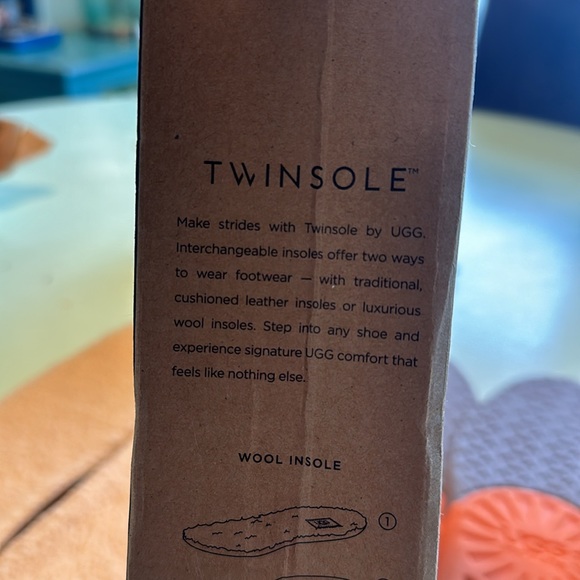 TWINSOLE™
Make strides with Twinsole by UGG.
Interchangeable insoles offer two ways
to wear footwear — with traditional,
cushioned leather insoles or luxurious
wool insoles. Step into any shoe and
experience signature UGG comfort that
feels like nothing else.
WOOL INSOLE
1